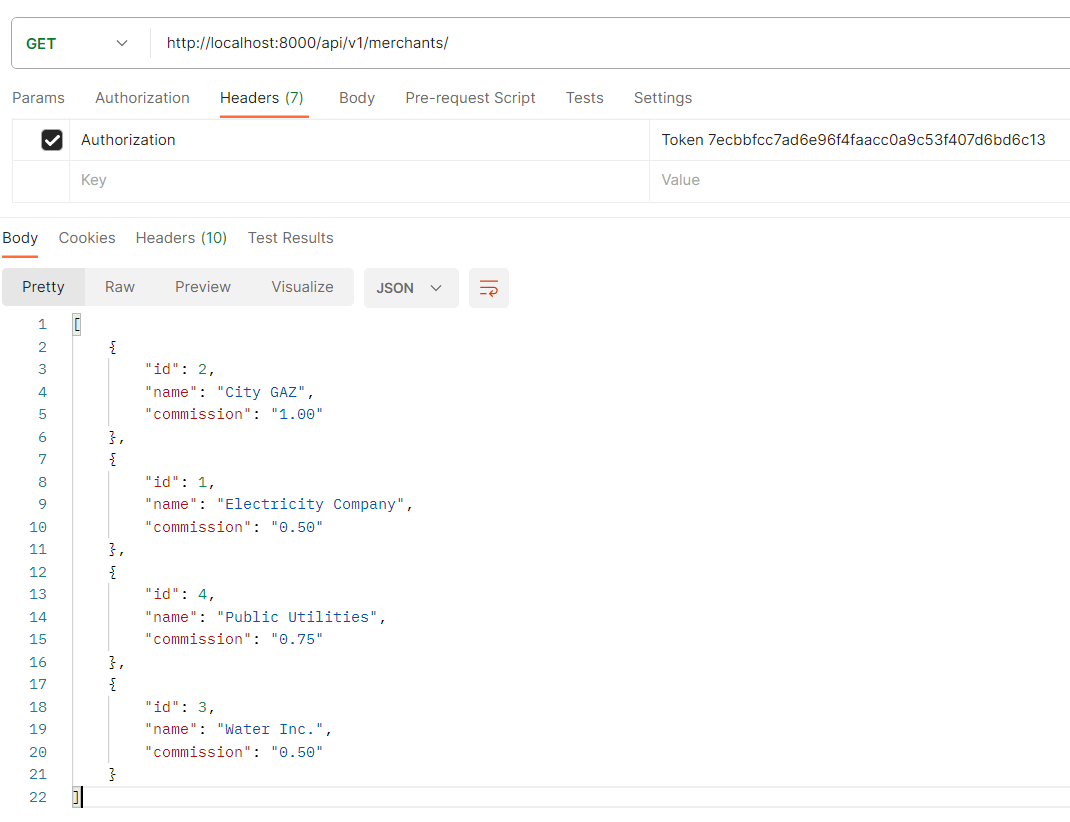 GET http://localhost:8000/api/v1/merchants/
Params Authorization Headers (7) Body Pre-request Script Tests Settings
Authorization Token 7ecbbfcc7ad6e96f4faacc0a9c53f407d6bd6c13
Key Value
Body Cookies Headers (10) Test Results
Pretty Raw Preview Visualize JSON
1 [
2 {
3 "id": 2,
4 "name": "City GAZ",
5 "commission": "1.00"
6 },
7 {
8 "id": 1,
9 "name": "Electricity Company",
10 "commission": "0.50"
11 },
12 {
13 "id": 4,
14 "name": "Public Utilities",
15 "commission": "0.75"
16 },
17 {
18 "id": 3,
19 "name": "Water Inc.",
20 "commission": "0.50"
21 }
22 ]